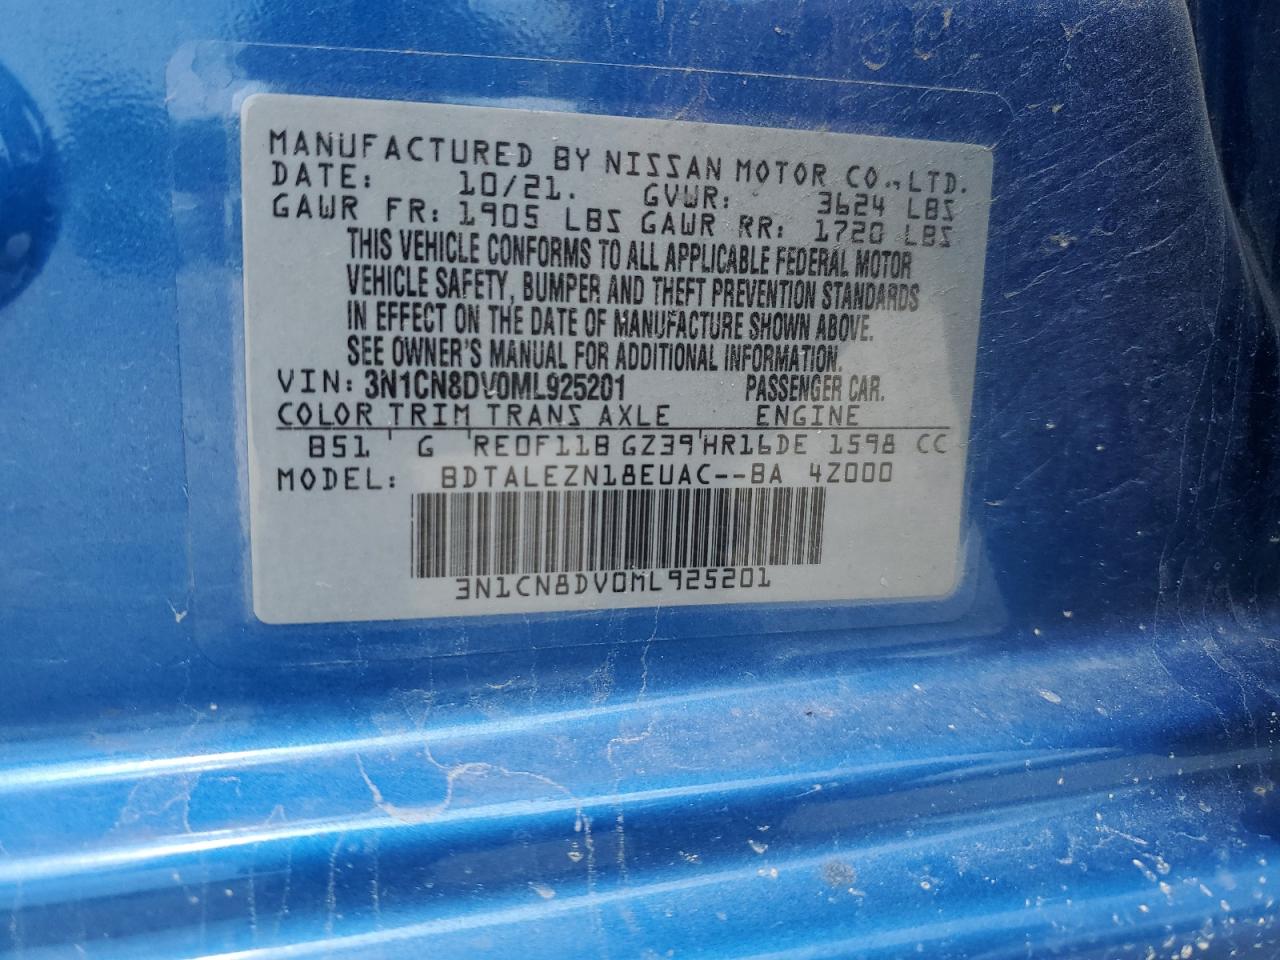 MANUFACTURED BY NISSAN MOTOR CO., LTD.
DATE: 10/21. GVWR: 3624 LBS
GAWR FR: 1905 LBS GAWR RR: 1720 LBS
THIS VEHICLE CONFORMS TO ALL APPLICABLE FEDERAL MOTOR
VEHICLE SAFETY, BUMPER AND THEFT PREVENTION STANDARDS
IN EFFECT ON THE DATE OF MANUFACTURE SHOWN ABOVE.
SEE OWNER'S MANUAL FOR ADDITIONAL INFORMATION.
VIN: 3N1CN8DV0ML925201 PASSENGER CAR.
COLOR TRIM TRANS AXLE ENGINE
B51 G RE0F11B GZ39 HR16DE 1598 CC
MODEL: BDTALEZN18EUAC--BA 4Z000
3N1CN8DV0ML925201